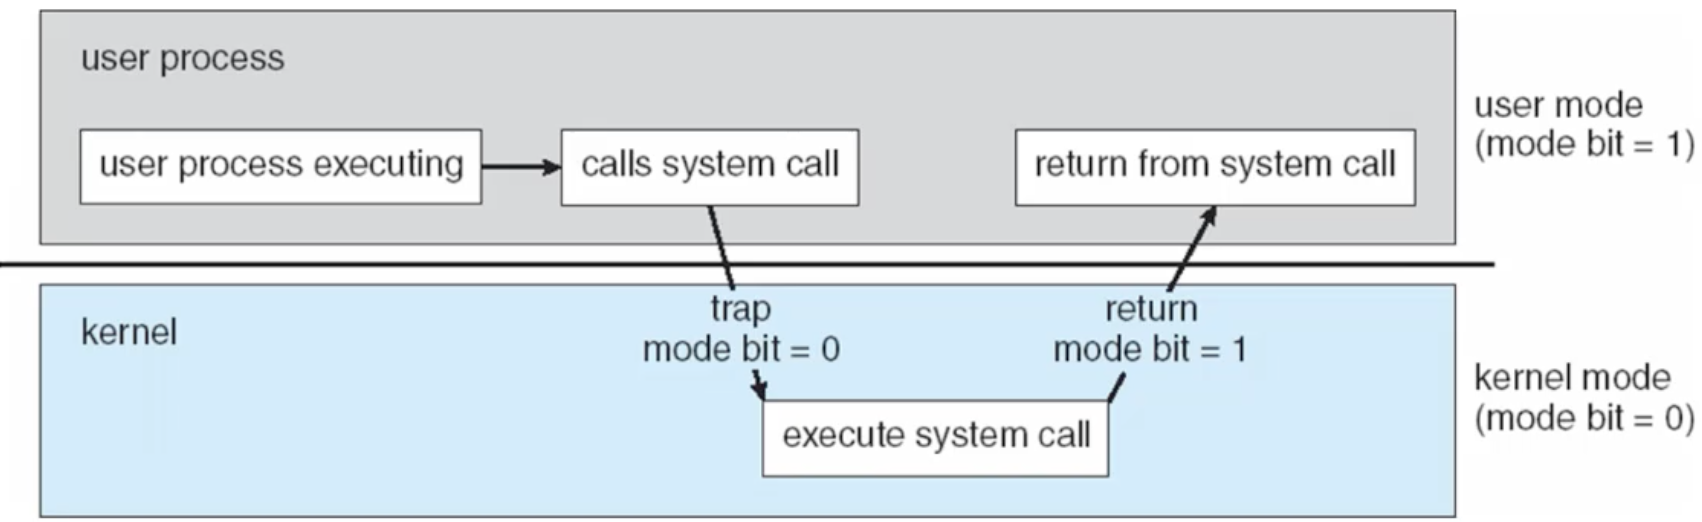 user process
user process executing
calls system call
return from system call
user mode
(mode bit = 1)
kernel
trap
mode bit = 0
return
mode bit = 1
execute system call
kernel mode
(mode bit = 0)